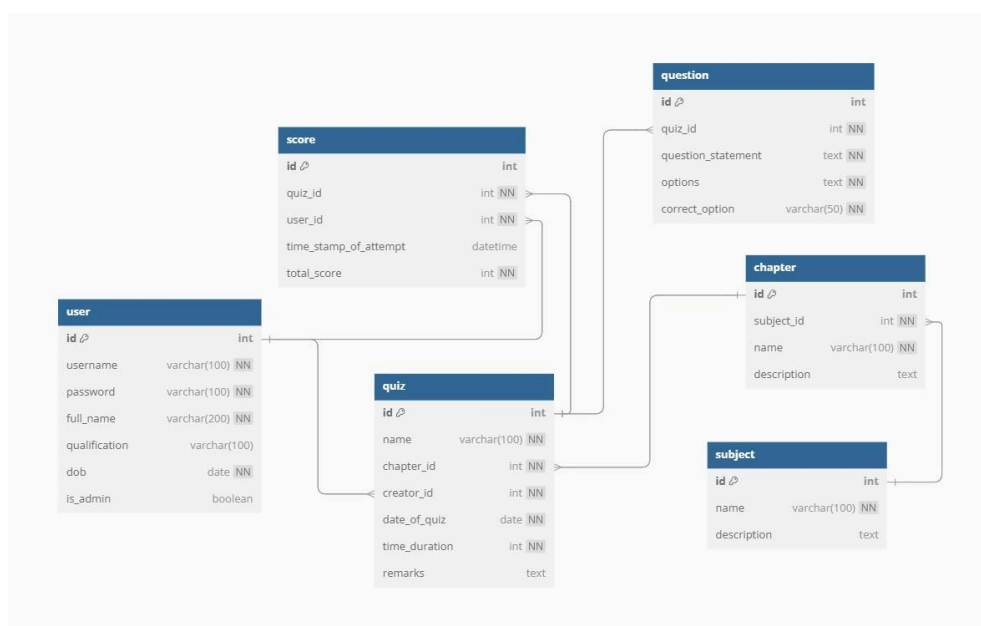 question
id int
quiz_id int NN
question_statement text NN
options text NN
correct_option varchar(50) NN
score
id int
quiz_id int NN
user_id int NN
time_stamp_of_attempt datetime
total_score int NN
chapter
id int
subject_id int NN
name varchar(100) NN
description text
user
id int
username varchar(100) NN
password varchar(100) NN
full_name varchar(200) NN
qualification varchar(100)
dob date NN
is_admin boolean
quiz
id int
name varchar(100) NN
chapter_id int NN
creator_id int NN
date_of_quiz date NN
time_duration int NN
remarks text
subject
id int
name varchar(100) NN
description text